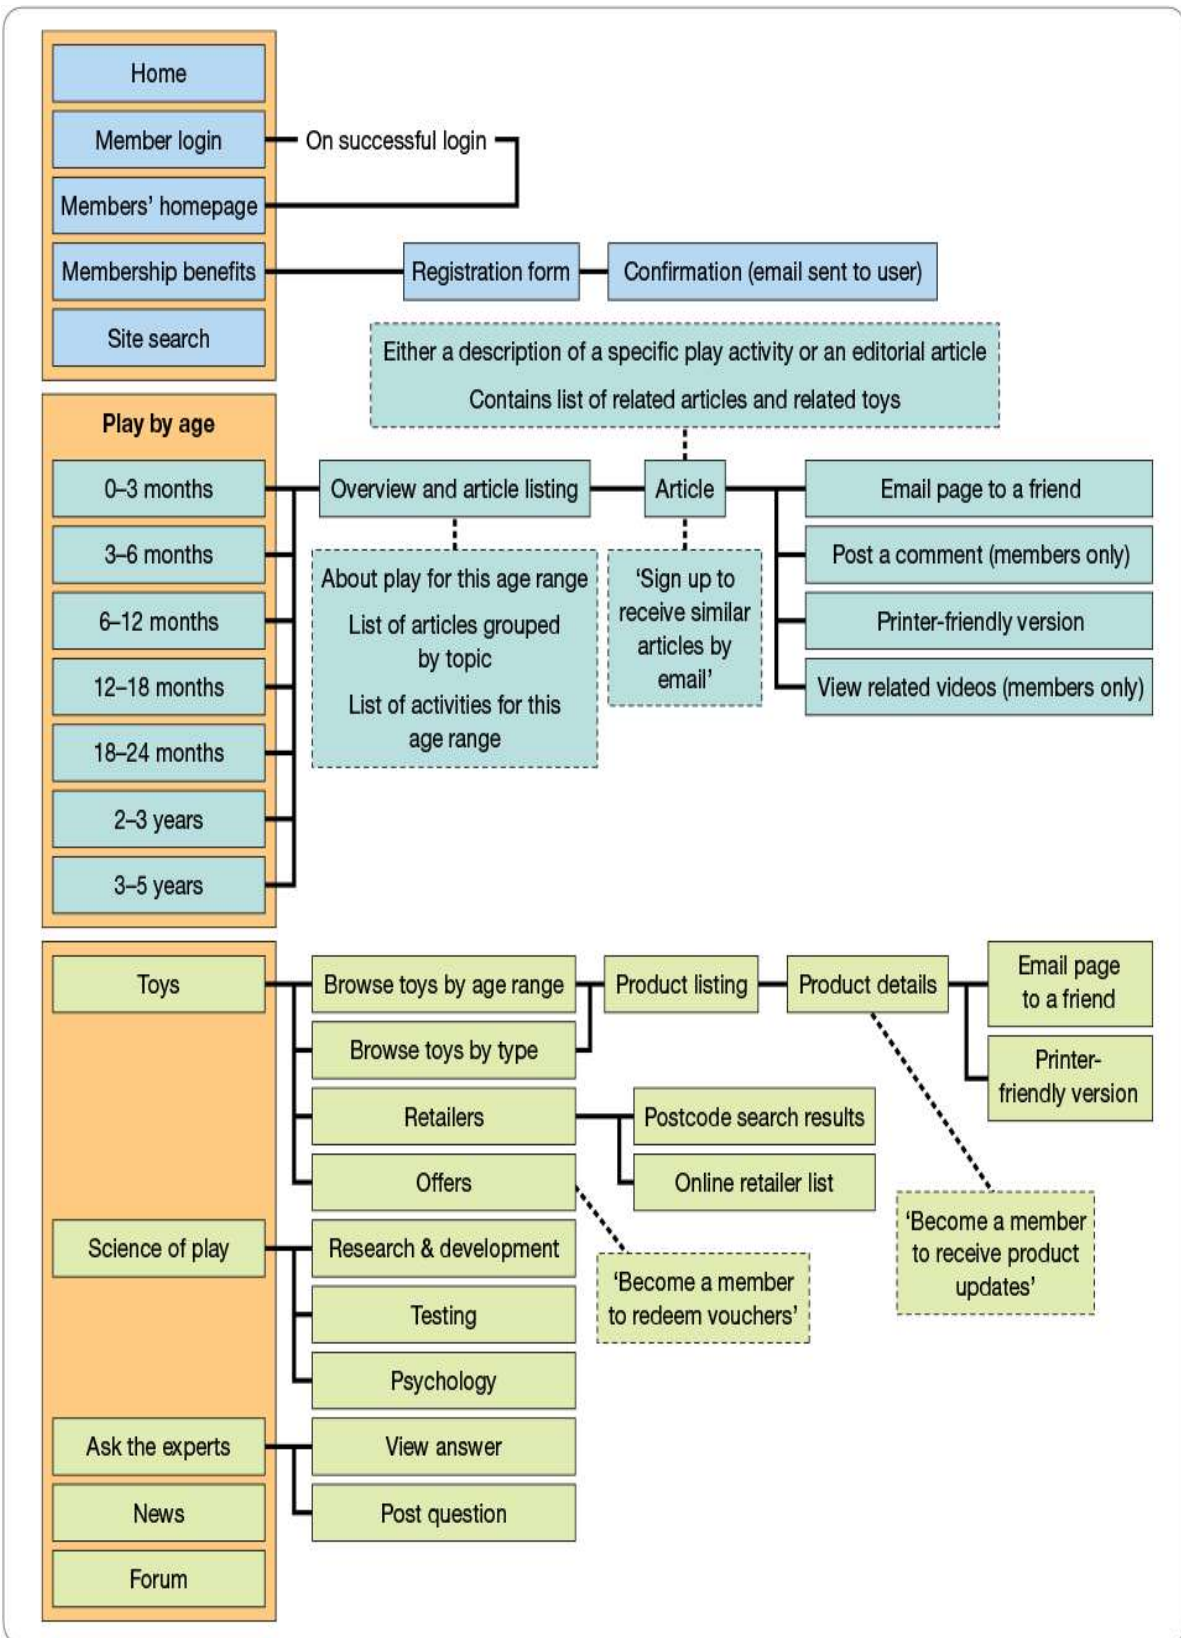 Home
Member login
On successful login
Members’ homepage
Membership benefits
Registration form
Confirmation (email sent to user)
Site search
Either a description of a specific play activity or an editorial article
Contains list of related articles and related toys
Play by age
0–3 months
Overview and article listing
Article
Email page to a friend
3–6 months
Post a comment (members only)
6–12 months
Printer-friendly version
12–18 months
View related videos (members only)
18–24 months
2–3 years
3–5 years
About play for this age range
List of articles grouped
by topic
List of activities for this
age range
‘Sign up to
receive similar
articles by
email’
Toys
Browse toys by age range
Product listing
Product details
Email page
to a friend
Browse toys by type
Printer-
friendly version
Retailers
Postcode search results
Offers
Online retailer list
‘Become a member
to receive product
updates’
‘Become a member
to redeem vouchers’
Science of play
Research & development
Testing
Psychology
Ask the experts
View answer
News
Post question
Forum